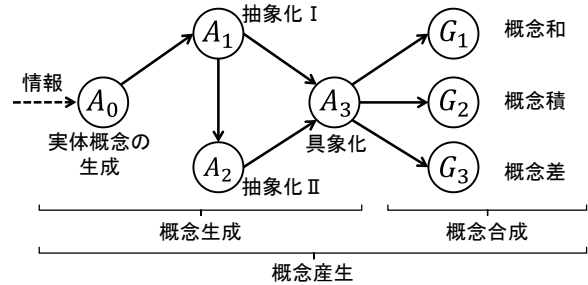 抽象化Ⅰ
情報
A₀
実体概念の
生成
A₁
A₂
抽象化Ⅱ
A₃
具象化
G₁
概念和
G₂
概念積
G₃
概念差
概念生成
概念合成
概念産生